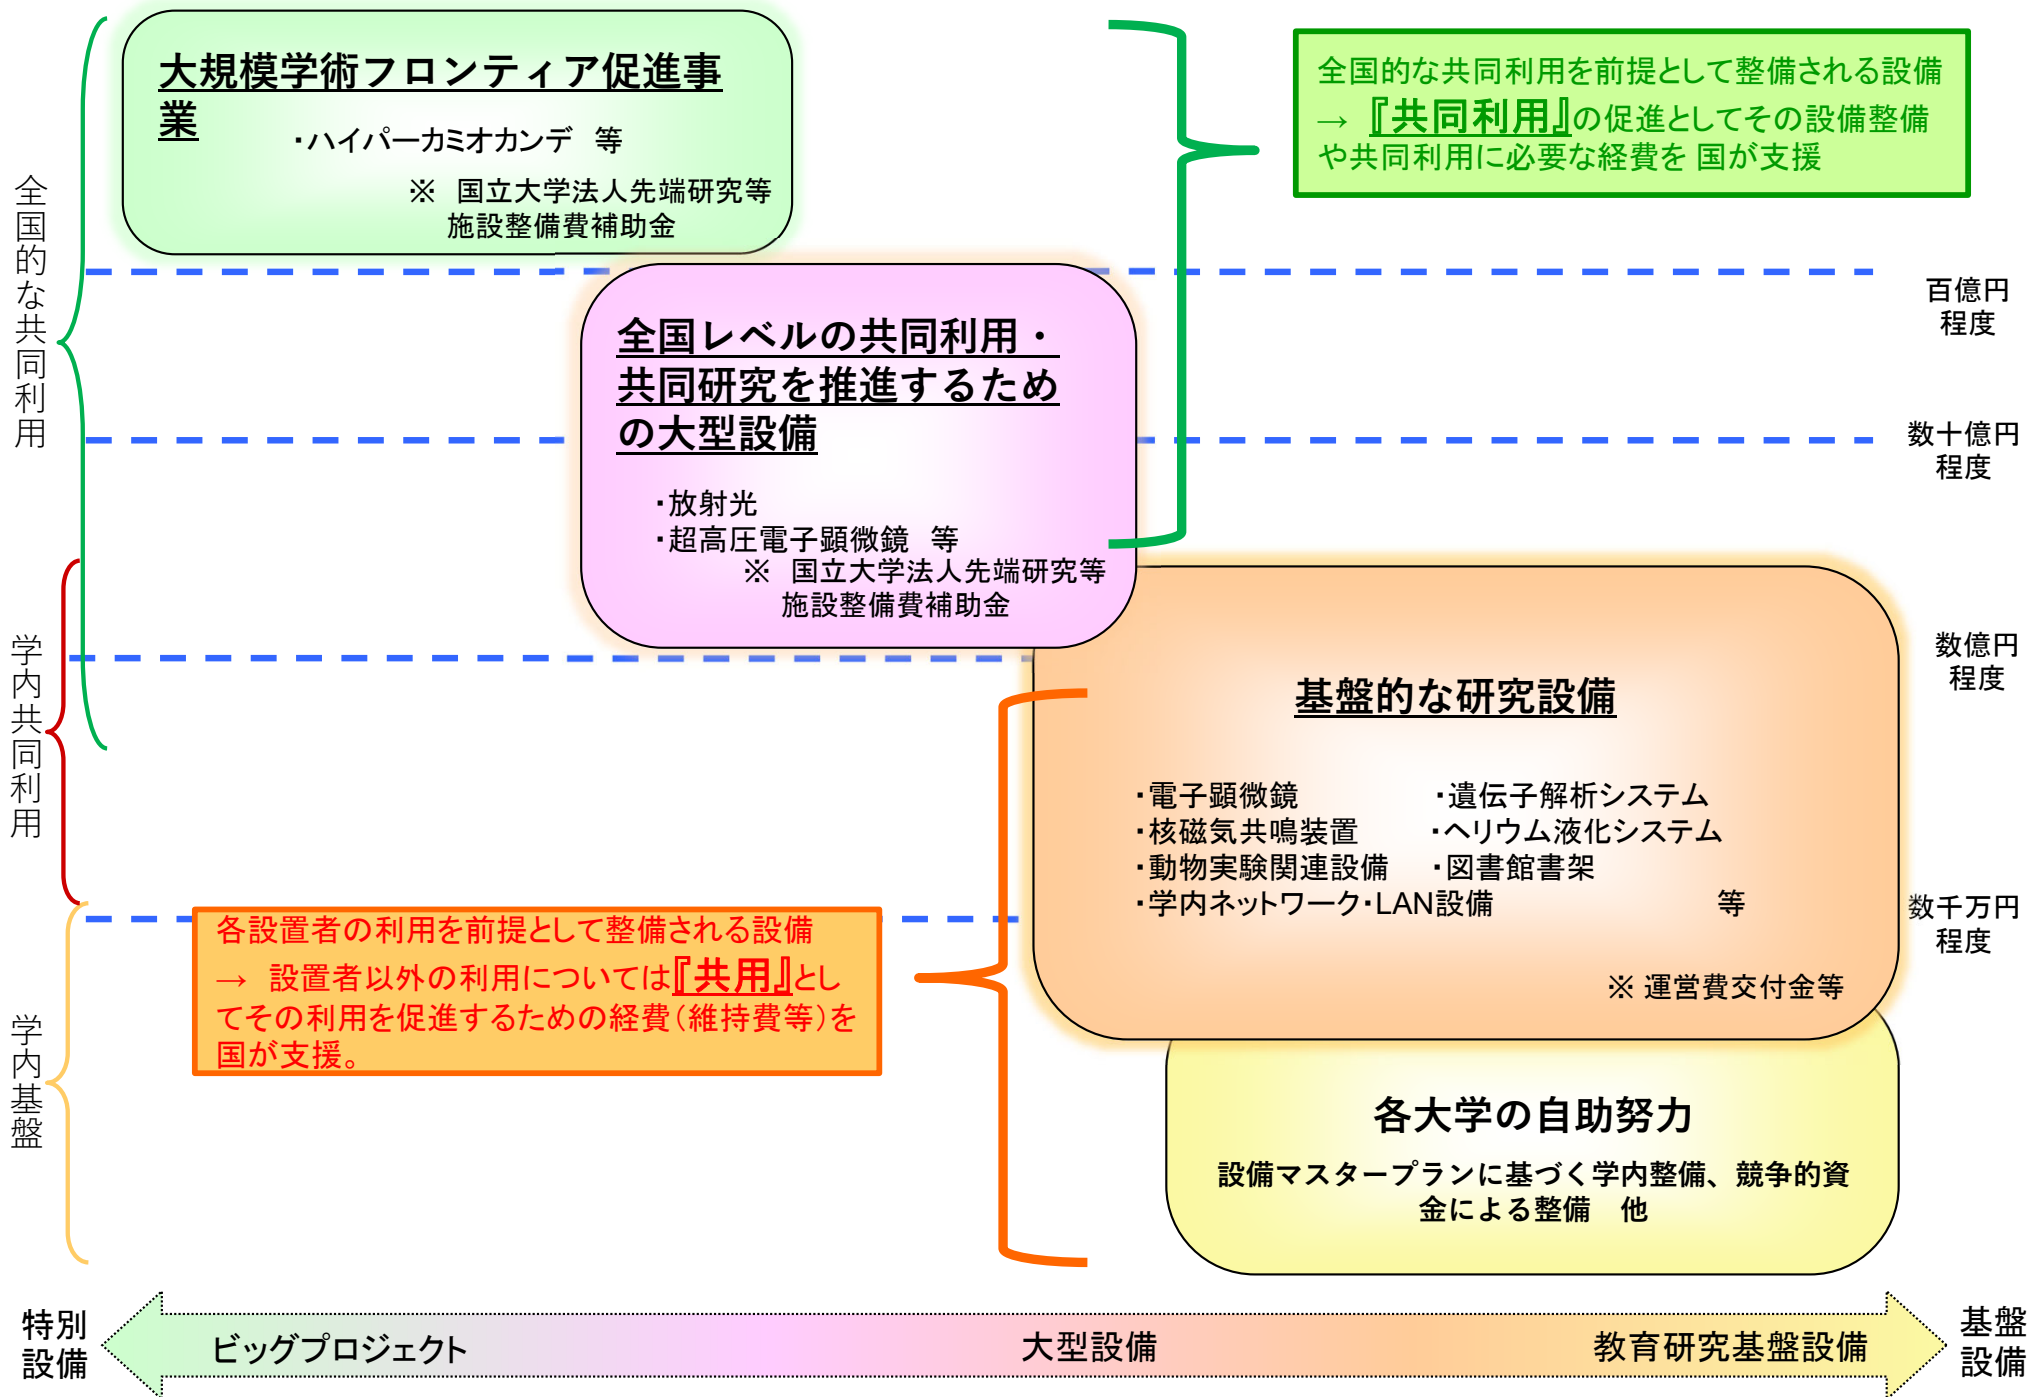 大規模学術フロンティア促進事
業
・ハイパーカミオカンデ　等
※　国立大学法人先端研究等
施設整備費補助金
全国的な共同利用を前提として整備される設備
→　『共同利用』の促進としてその設備整備
や共同利用に必要な経費を 国が支援
全国的な共同利用
百億円
程度
全国レベルの共同利用・
共同研究を推進するため
の大型設備
・放射光
・超高圧電子顕微鏡　等
※　国立大学法人先端研究等
施設整備費補助金
数十億円
程度
学内共同利用
数億円
程度
基盤的な研究設備
・電子顕微鏡　・遺伝子解析システム
・核磁気共鳴装置　・ヘリウム液化システム
・動物実験関連設備　・図書館書架
・学内ネットワーク・LAN設備　等
※ 運営費交付金等
数千万円
程度
各設置者の利用を前提として整備される設備
→　設置者以外の利用については『共用』とし
てその利用を促進するための経費（維持費等）を
国が支援。
学内基盤
各大学の自助努力
設備マスタープランに基づく学内整備、競争的資
金による整備　他
特別
設備
ビッグプロジェクト
大型設備
教育研究基盤設備
基盤
設備